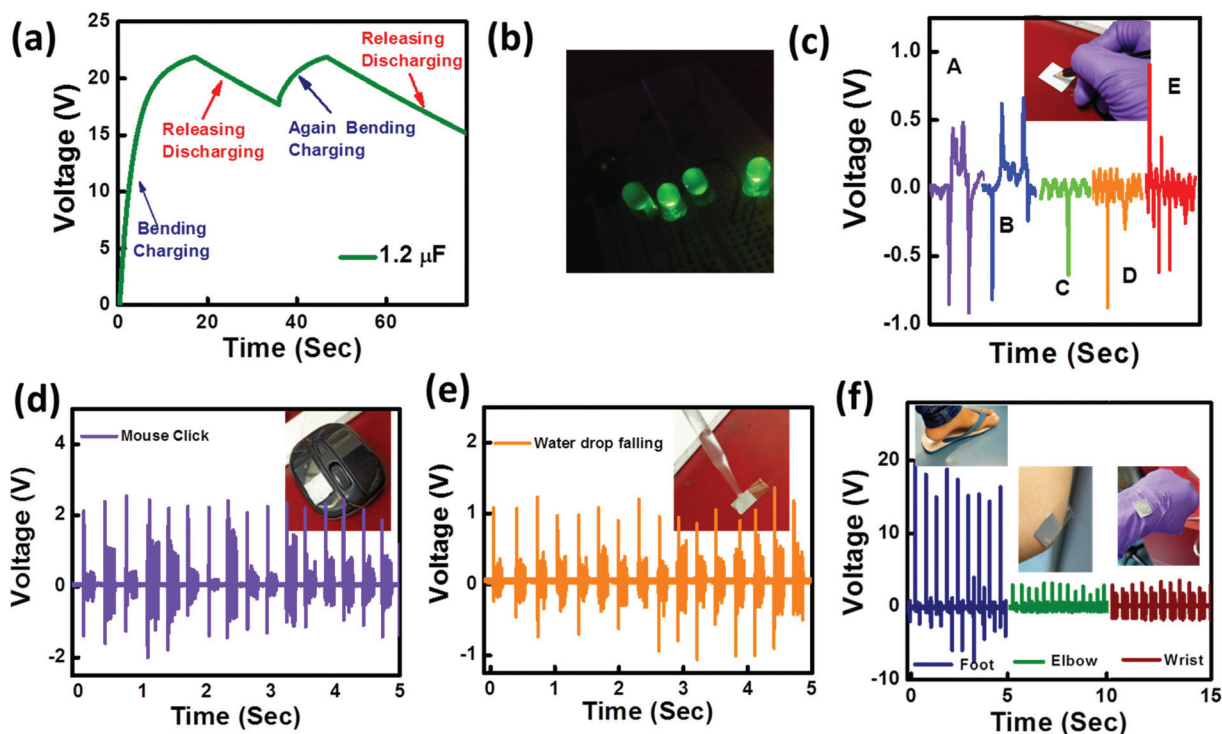 (a)
Voltage (V)
25
20
15
10
5
0
Releasing
Discharging
Releasing
Discharging
Again Bending
Charging
Bending
Charging
1.2 μF
0 20 40 60
Time (Sec)
(b)
(c)
Voltage (V)
1.0
0.5
0.0
-0.5
-1.0
A
B
C
D
E
Time (Sec)
(d)
Voltage (V)
4
2
0
-2
Mouse Click
0 1 2 3 4 5
Time (Sec)
(e)
Voltage (V)
2
1
0
-1
Water drop falling
0 1 2 3 4 5
Time (Sec)
(f)
Voltage (V)
20
10
0
-10
Foot Elbow Wrist
0 5 10 15
Time (Sec)